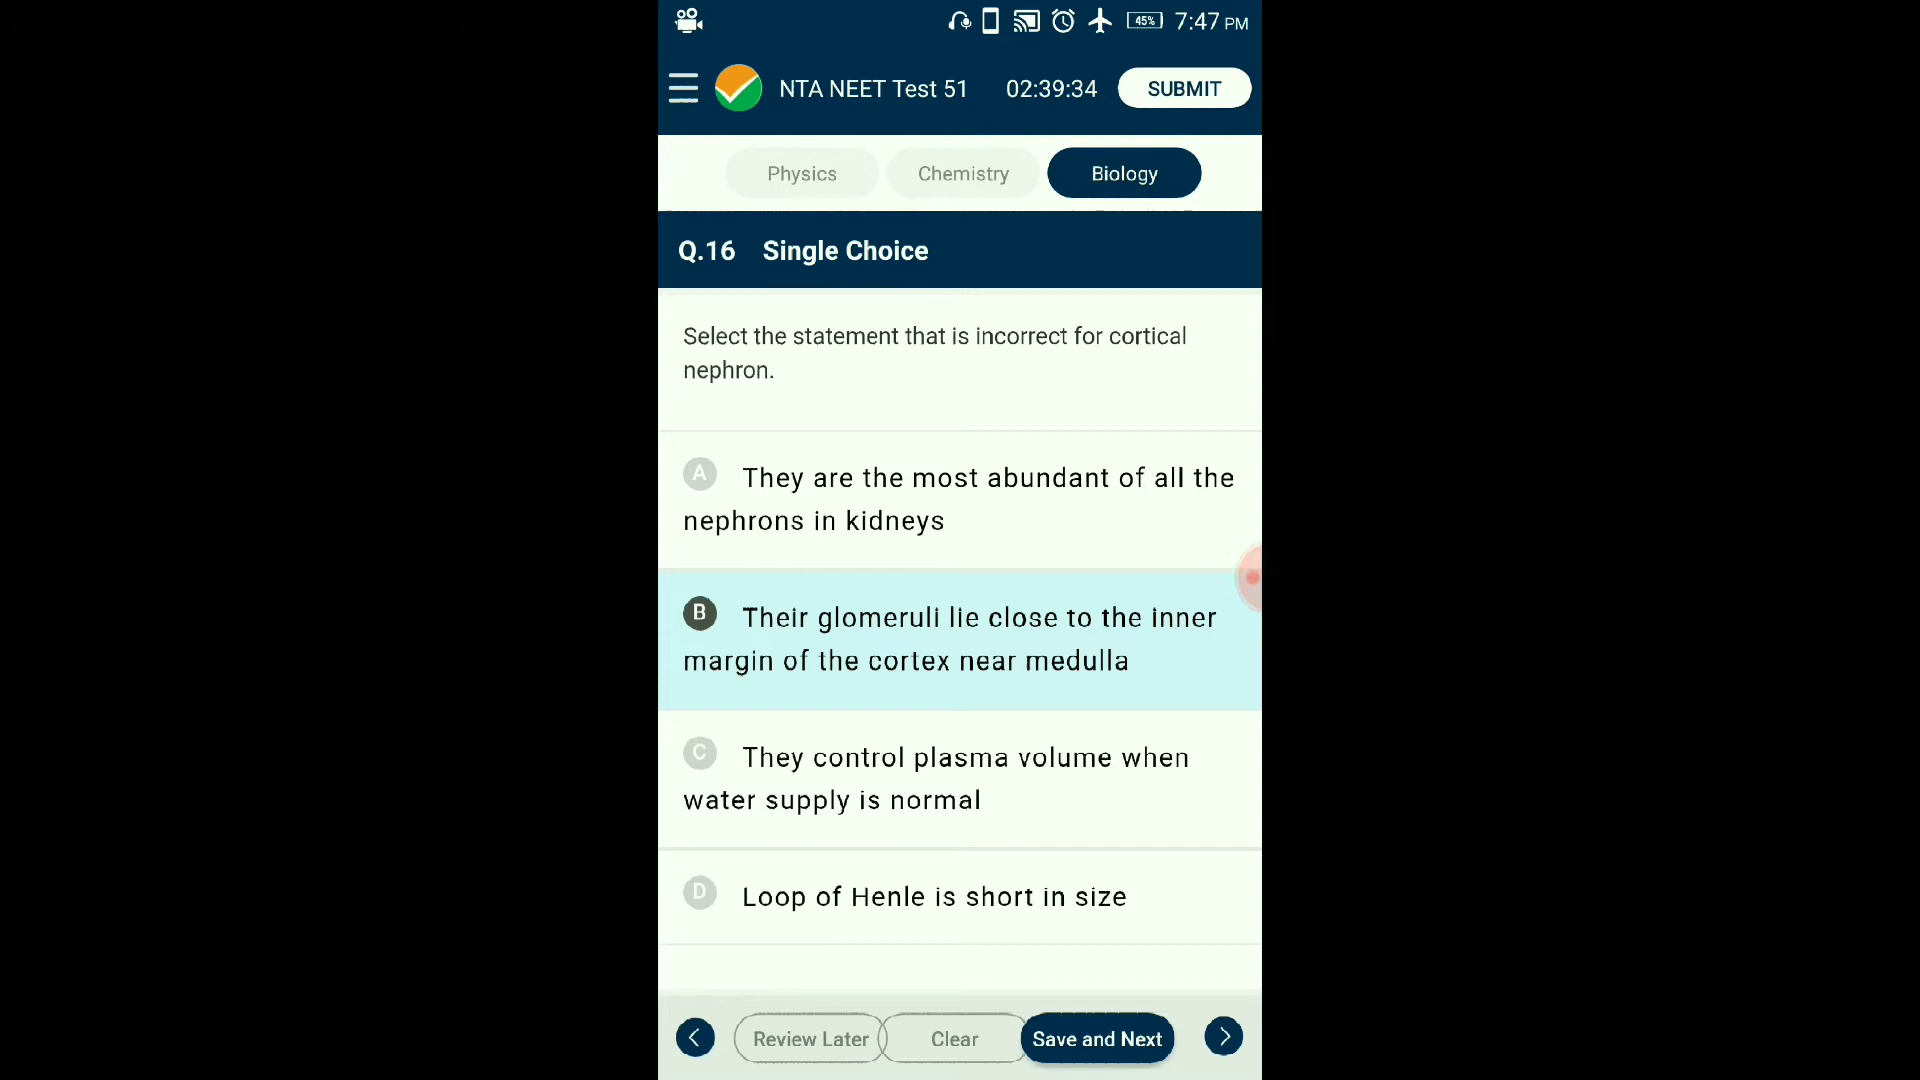 45% 7:47 PM
NTA NEET Test 51 02:39:34 SUBMIT
Physics Chemistry Biology
Q.16 Single Choice
Select the statement that is incorrect for cortical
nephron.
A They are the most abundant of all the
nephrons in kidneys
B Their glomeruli lie close to the inner
margin of the cortex near medulla
C They control plasma volume when
water supply is normal
D Loop of Henle is short in size
Review Later Clear Save and Next